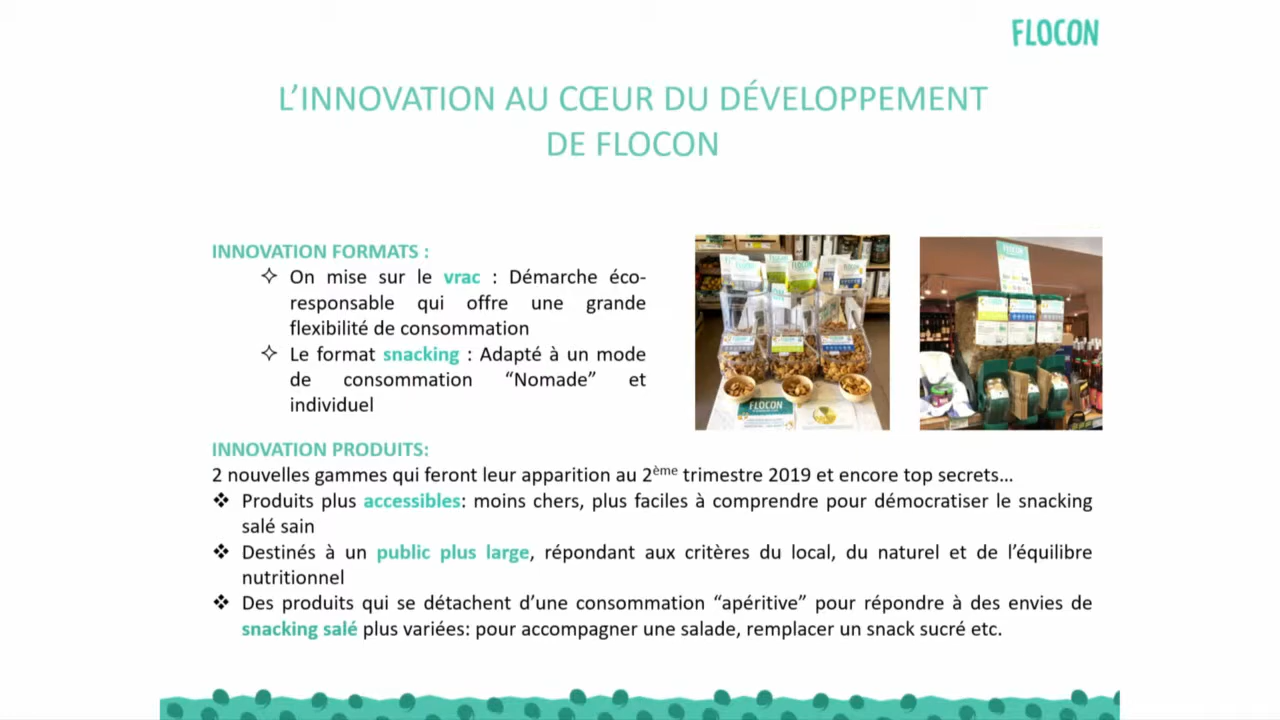 FLOCON
L’INNOVATION AU CŒUR DU DÉVELOPPEMENT
DE FLOCON
INNOVATION FORMATS :
✧ On mise sur le vrac : Démarche éco-
responsable qui offre une grande
flexibilité de consommation
✧ Le format snacking : Adapté à un mode
de consommation “Nomade” et
individuel
FLOCON
FLOCON
INNOVATION PRODUITS:
2 nouvelles gammes qui feront leur apparition au 2ème trimestre 2019 et encore top secrets…
❖ Produits plus accessibles: moins chers, plus faciles à comprendre pour démocratiser le snacking
salé sain
❖ Destinés à un public plus large, répondant aux critères du local, du naturel et de l’équilibre
nutritionnel
❖ Des produits qui se détachent d’une consommation “apéritive” pour répondre à des envies de
snacking salé plus variées: pour accompagner une salade, remplacer un snack sucré etc.